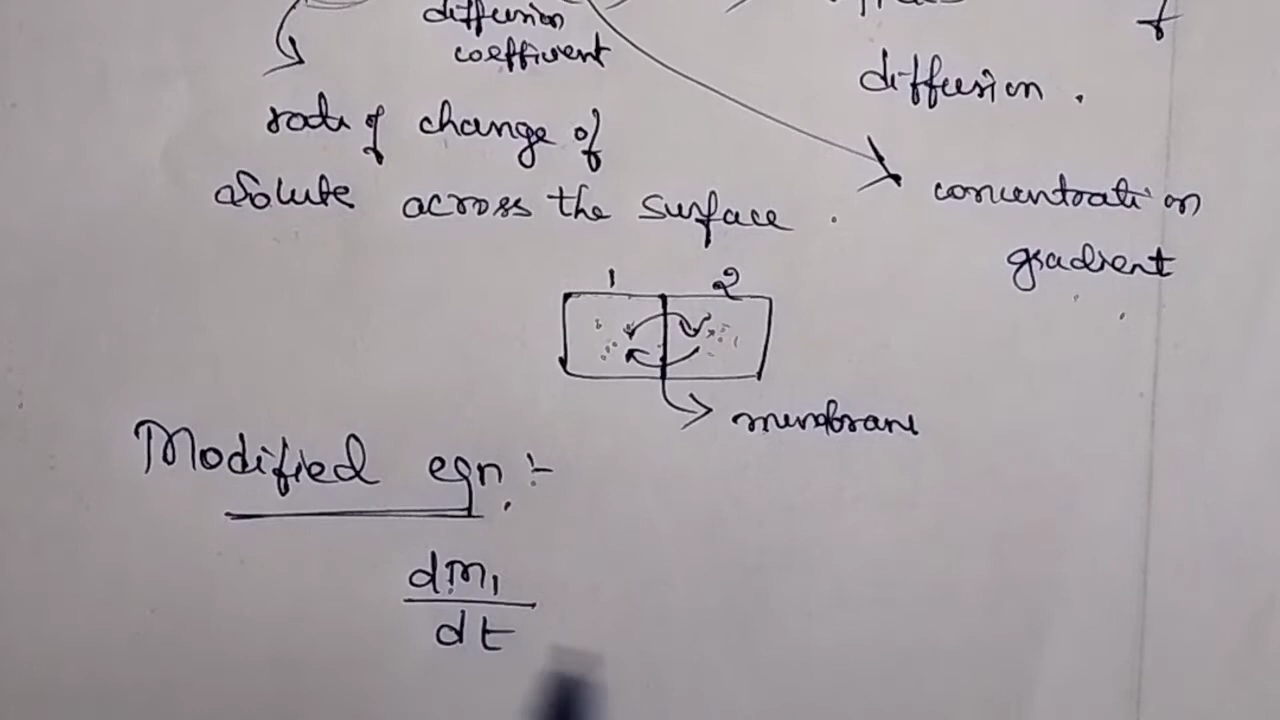 diffusion
coefficient
diffusion .
rate of change of
solute across the surface .
concentration
gradient
1 2
membrane
Modified eqn :-
dm₁
dt